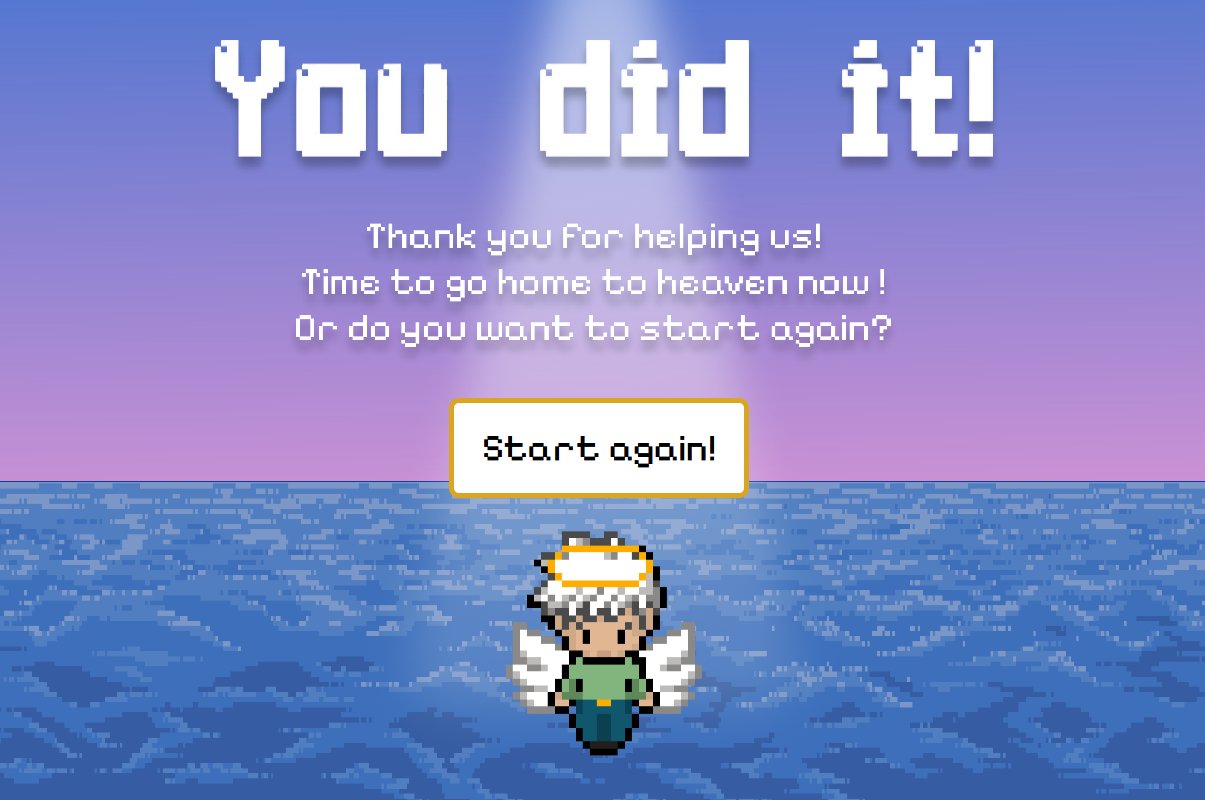 You did it!
Thank you for helping us!
Time to go home to heaven now!
Or do you want to start again?
Start again!